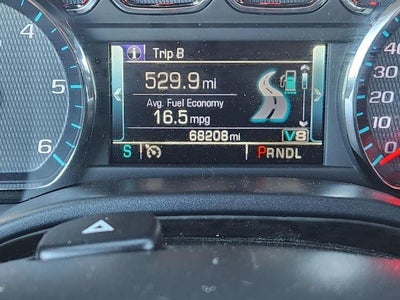 i Trip B
529.9 mi
Avg. Fuel Economy
16.5 mpg
68208 mi V8
S PRNDL
4
5
6
40
30
20
10
0